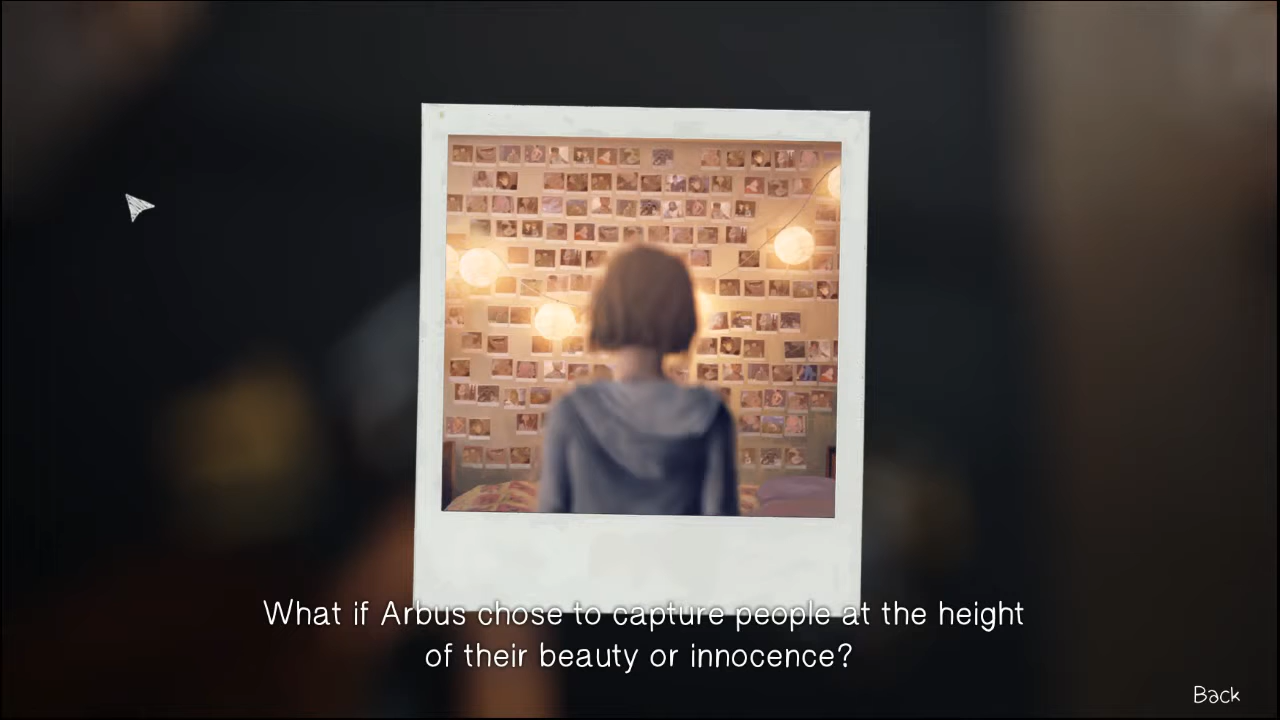 What if Arbus chose to capture people at the height
of their beauty or innocence?
Back